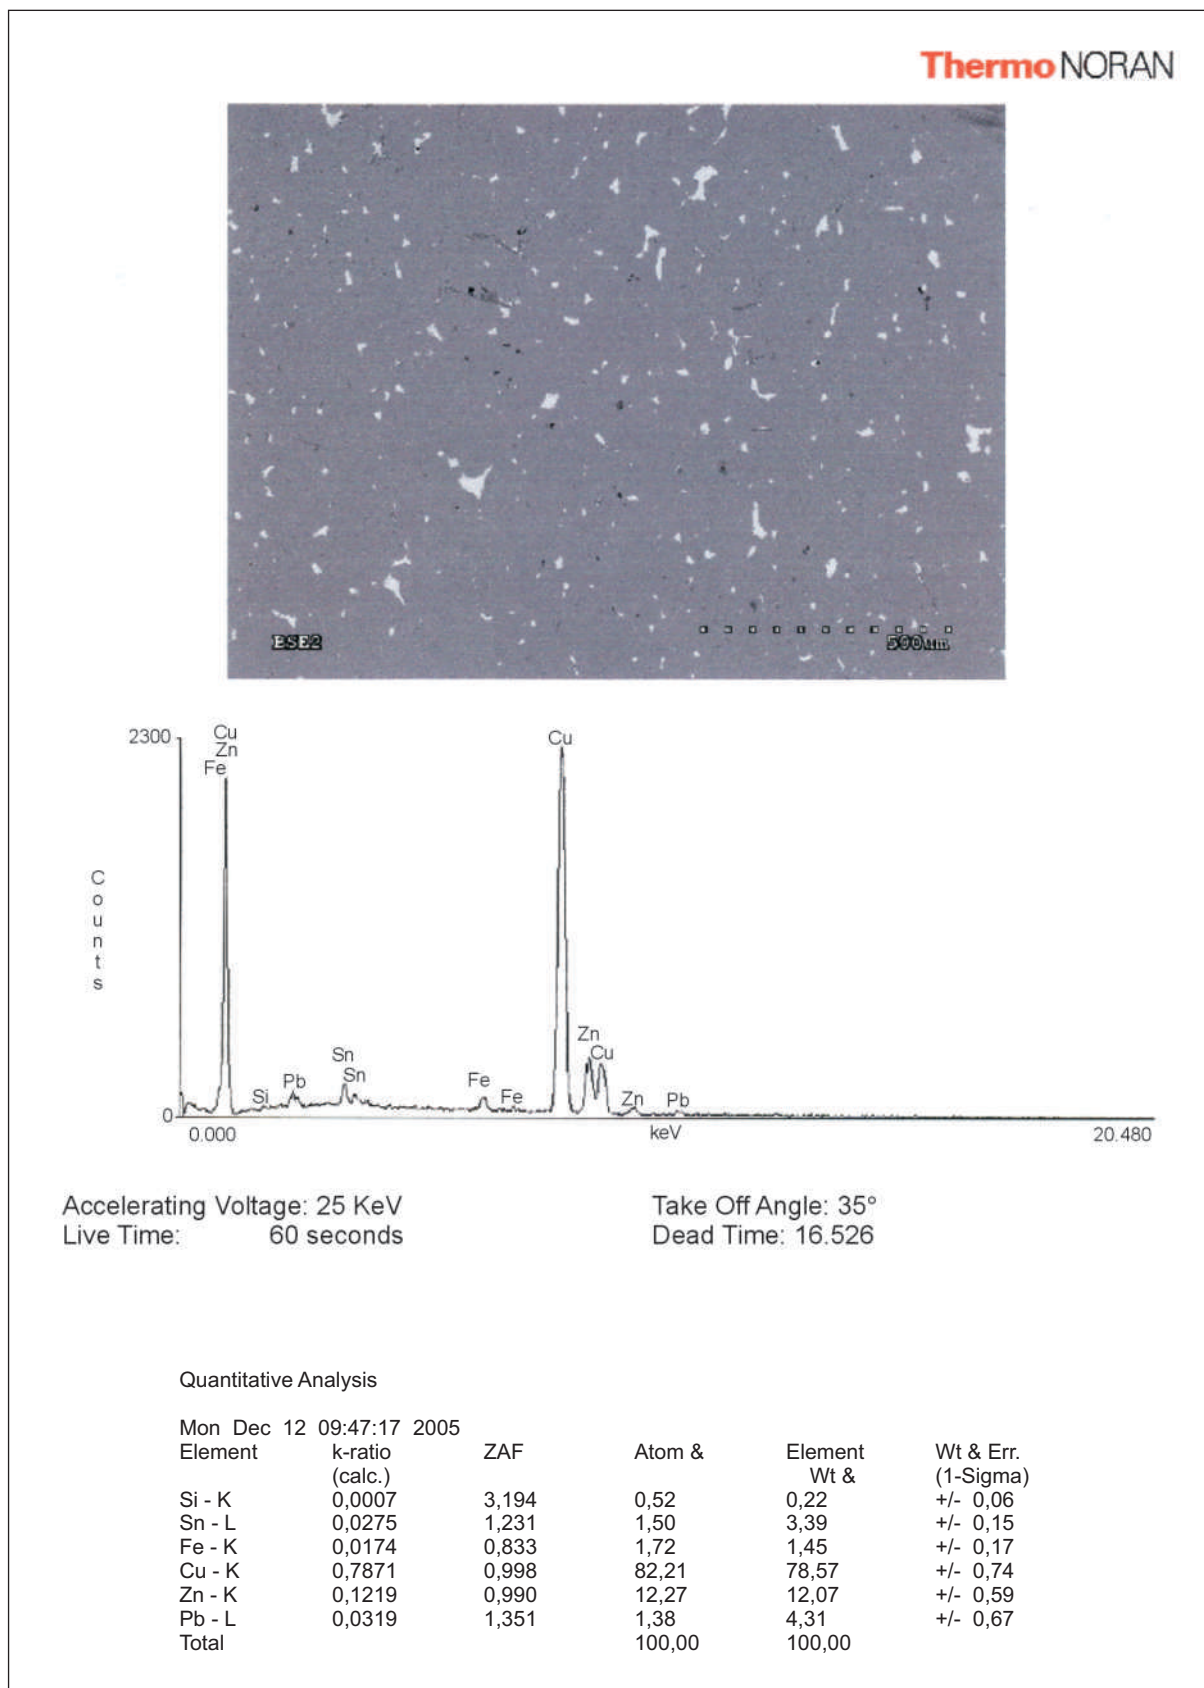 Thermo NORAN
BSE2
500um
2300
Cu
Zn
Fe
Cu
Counts
Zn
Cu
Sn
Sn
Si
Pb
Fe
Fe
Zn
Pb
0
0.000
keV
20.480
Accelerating Voltage: 25 KeV
Take Off Angle: 35°
Live Time: 60 seconds
Dead Time: 16.526
Quantitative Analysis
Mon Dec 12 09:47:17 2005
Element k-ratio ZAF Atom & Element Wt & Err.
(calc.) Wt & (1-Sigma)
Si - K 0,0007 3,194 0,52 0,22 +/- 0,06
Sn - L 0,0275 1,231 1,50 3,39 +/- 0,15
Fe - K 0,0174 0,833 1,72 1,45 +/- 0,17
Cu - K 0,7871 0,998 82,21 78,57 +/- 0,74
Zn - K 0,1219 0,990 12,27 12,07 +/- 0,59
Pb - L 0,0319 1,351 1,38 4,31 +/- 0,67
Total 100,00 100,00